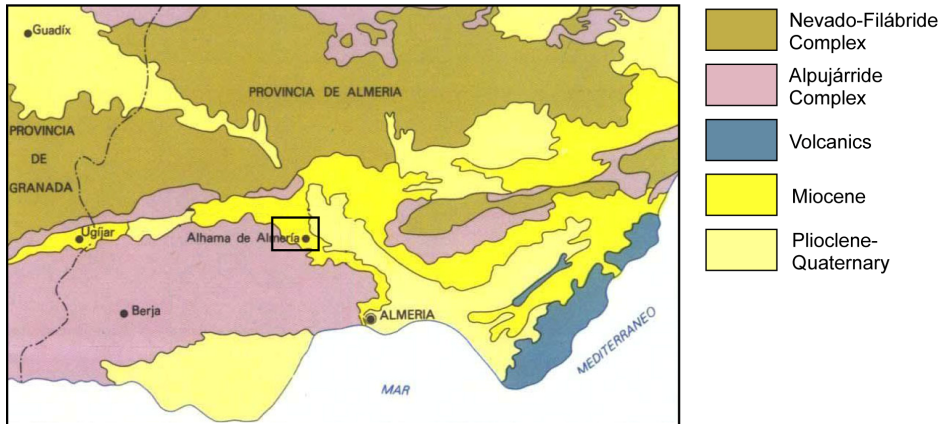 Guadíx
PROVINCIA DE ALMERIA
PROVINCIA
DE
GRANADA
Ugíjar
Alhama de Almería
Berja
ALMERIA
MAR
MEDITERRANEO
Nevado-Filábride
Complex
Alpujárride
Complex
Volcanics
Miocene
Plioclene-
Quaternary